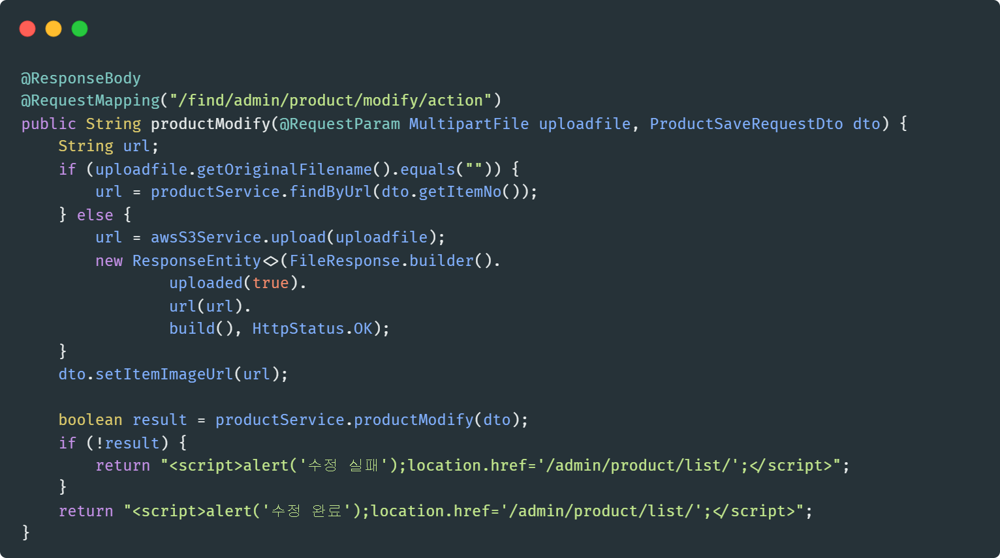 @ResponseBody
@RequestMapping("/find/admin/product/modify/action")
public String productModify(@RequestParam MultipartFile uploadfile, ProductSaveRequestDto dto) {
    String url;
    if (uploadfile.getOriginalFilename().equals("")) {
        url = productService.findByUrl(dto.getItemNo());
    } else {
        url = awsS3Service.upload(uploadfile);
        new ResponseEntity<>(FileResponse.builder().
                uploaded(true).
                url(url).
                build(), HttpStatus.OK);
    }
    dto.setItemImageUrl(url);
    boolean result = productService.productModify(dto);
    if (!result) {
        return "<script>alert('수정 실패');location.href='/admin/product/list/';</script>";
    }
    return "<script>alert('수정 완료');location.href='/admin/product/list/';</script>";
}